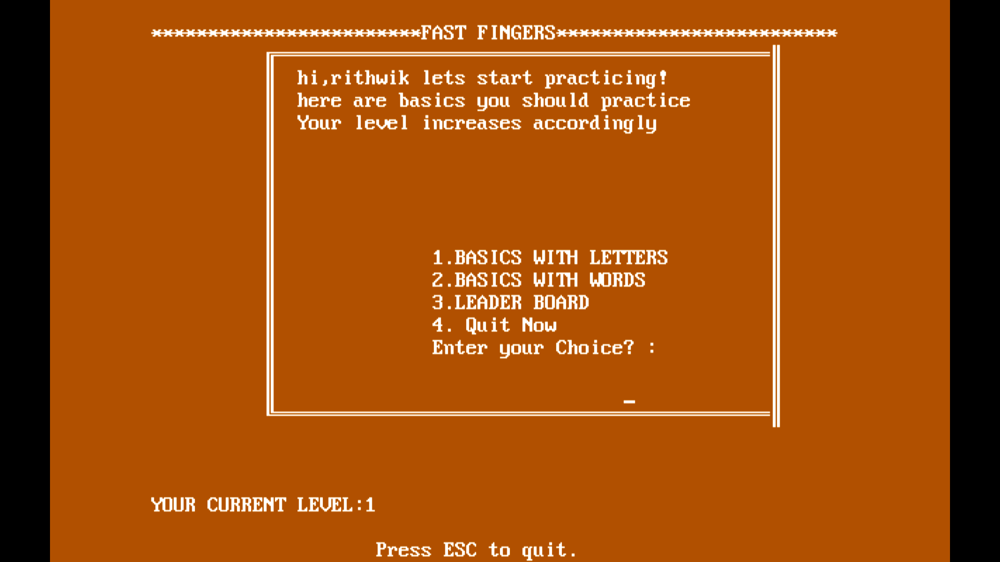 ************************FAST FINGERS*************************
hi,rithwik lets start practicing!
here are basics you should practice
Your level increases accordingly
1.BASICS WITH LETTERS
2.BASICS WITH WORDS
3.LEADER BOARD
4. Quit Now
Enter your Choice? :
YOUR CURRENT LEVEL:1
Press ESC to quit.